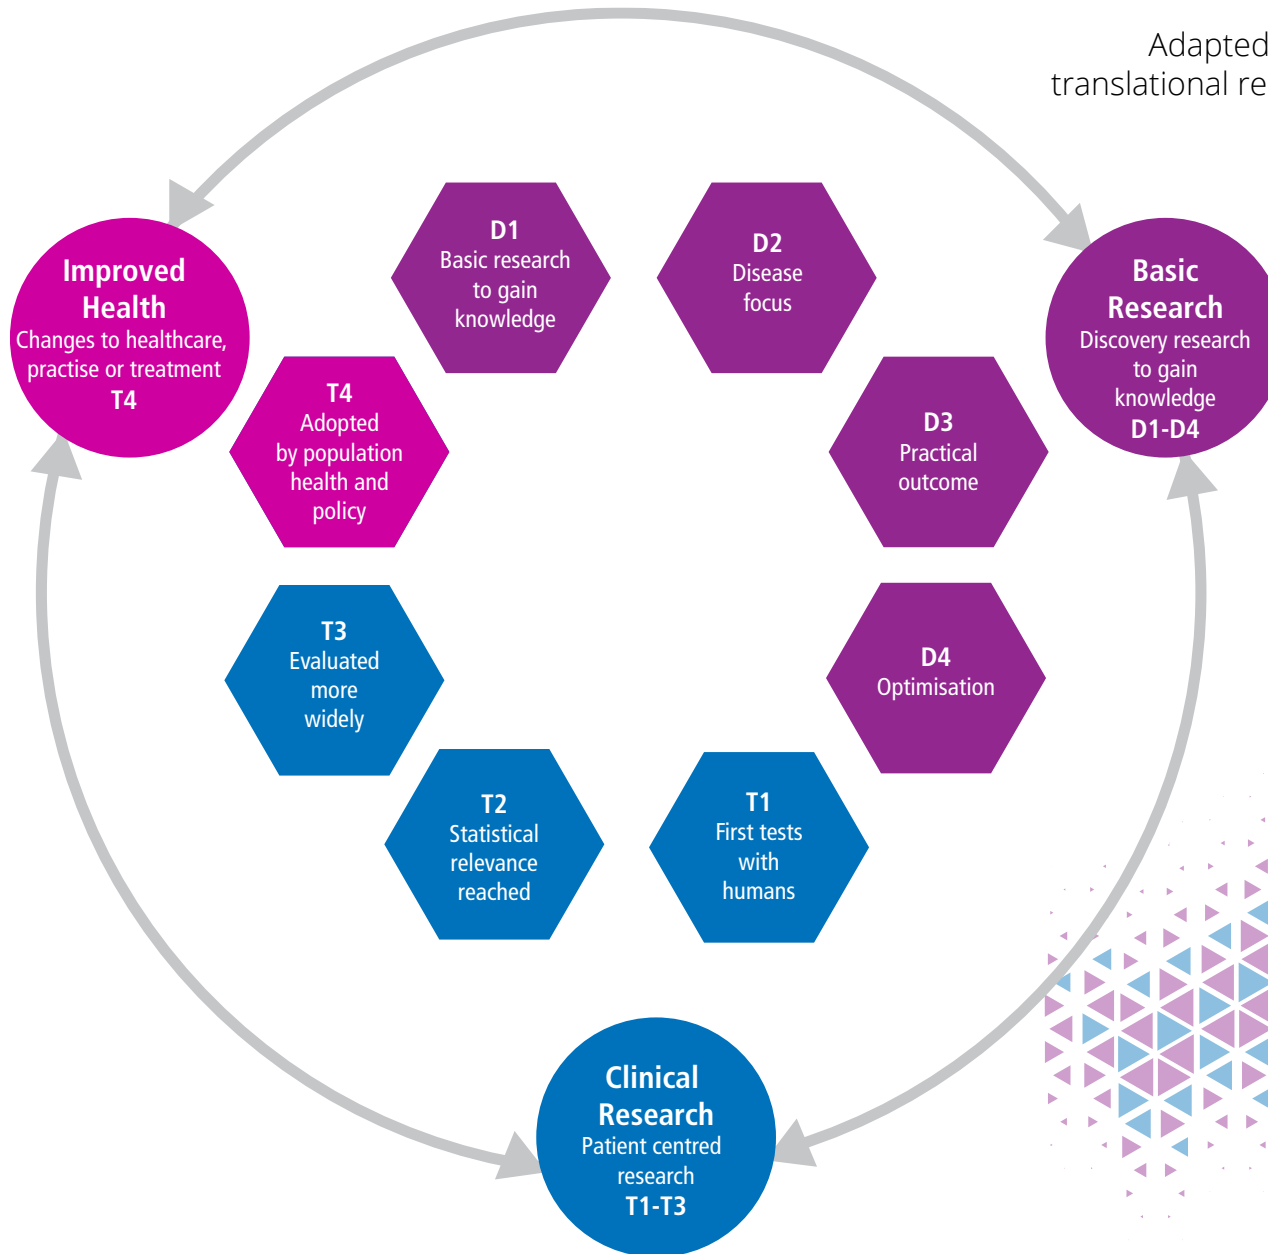 Adapted
translational re
Improved
Health
Changes to healthcare,
practise or treatment
T4
D1
Basic research
to gain
knowledge
D2
Disease
focus
Basic
Research
Discovery research
to gain
knowledge
D1-D4
T4
Adopted
by population
health and
policy
D3
Practical
outcome
T3
Evaluated
more
widely
D4
Optimisation
T2
Statistical
relevance
reached
T1
First tests
with
humans
Clinical
Research
Patient centred
research
T1-T3